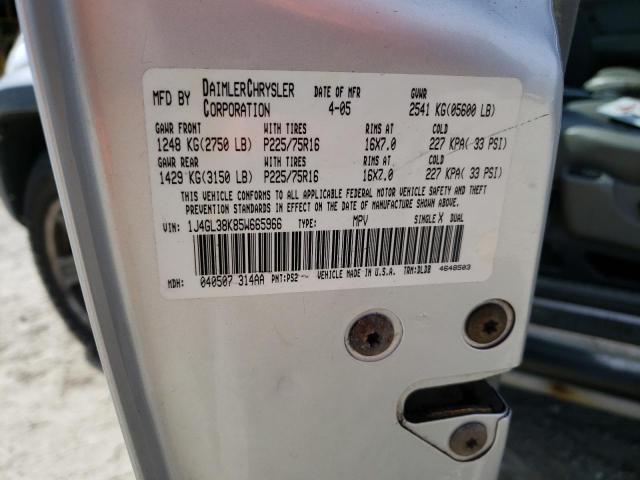 MFD BY DAIMLERCHRYSLER CORPORATION DATE OF MFR 4-05 GVWR 2541 KG(05600 LB)
GAWR FRONT WITH TIRES RIMS AT COLD
1248 KG(2750 LB) P225/75R16 16X7.0 227 KPA( 33 PSI)
GAWR REAR WITH TIRES RIMS AT COLD
1429 KG(3150 LB) P225/75R16 16X7.0 227 KPA( 33 PSI)
THIS VEHICLE CONFORMS TO ALL APPLICABLE FEDERAL MOTOR VEHICLE SAFETY AND THEFT
PREVENTION STANDARDS IN EFFECT ON THE DATE OF MANUFACTURE SHOWN ABOVE.
VIN: 1J4GL38K85W665966 TYPE: MPV SINGLE X DUAL
MDH: 040507 314AA PNT:PS2 VEHICLE MADE IN U.S.A. TRM:DLDB 4648503